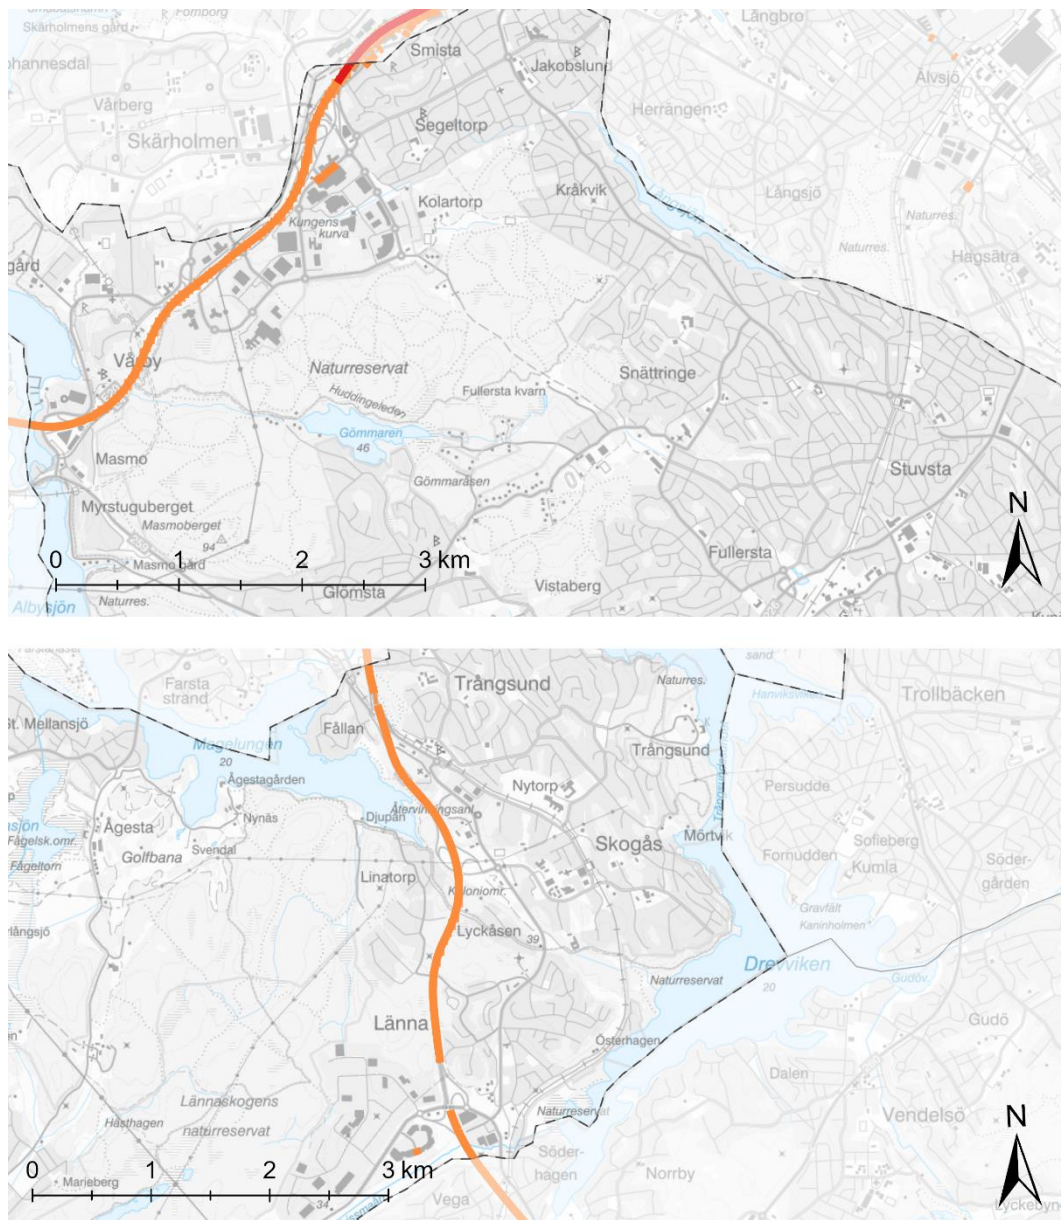 Skärholmens gård
Långbro
Smista
Jakobslund
Älvsjö
Vårberg
Herrängen
Skärholmen
Segeltorp
Kråkvik
Långsjö
Kolartorp
Kungens
kurva
Naturres.
Hagsätra
Naturres.
gård
Vårby
Naturreservat
Snättringe
Fullersta kvarn
Huddingeleden
Gömmaren
46
Masmo
Gömmaråsen
Stuvsta
Myrstuguberget
Masmoberget
94
N
0 1 2 3 km
Masmo gård
Fullersta
Vistaberg
Glömsta
Naturres.
Albysjön
Farsta
strand
Trångsund
Naturres.
sand
Hanviksviken
Trollbäcken
St. Mellansjö
Fållan
Magelungen
20
Trångsund
Ågestagården
Nytorp
Persudde
Nynäs
Djupån
Återvinningsanl.
Ågesta
Golfbana
Svendal
Skogås
Mörtvik
Sofieberg
Kumla
Fornudden
Söder-
gården
Fågelsk.omr.
Fågeltorn
Linatorp
Koloniomr.
Gravfält
Kaninholmen
Lyckåsen
39
Drevviken
20
Naturreservat
Gudöv.
Länna
Gudö
Österhagen
Dalen
Lännaskogens
naturreservat
Hästhagen
Naturreservat
Vendelsö
N
0 1 2 3 km
Söder-
hagen
Norrby
Marieberg
34
Vega